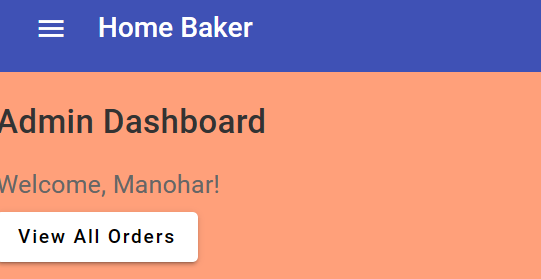 Home Baker
Admin Dashboard
Welcome, Manohar!
View All Orders